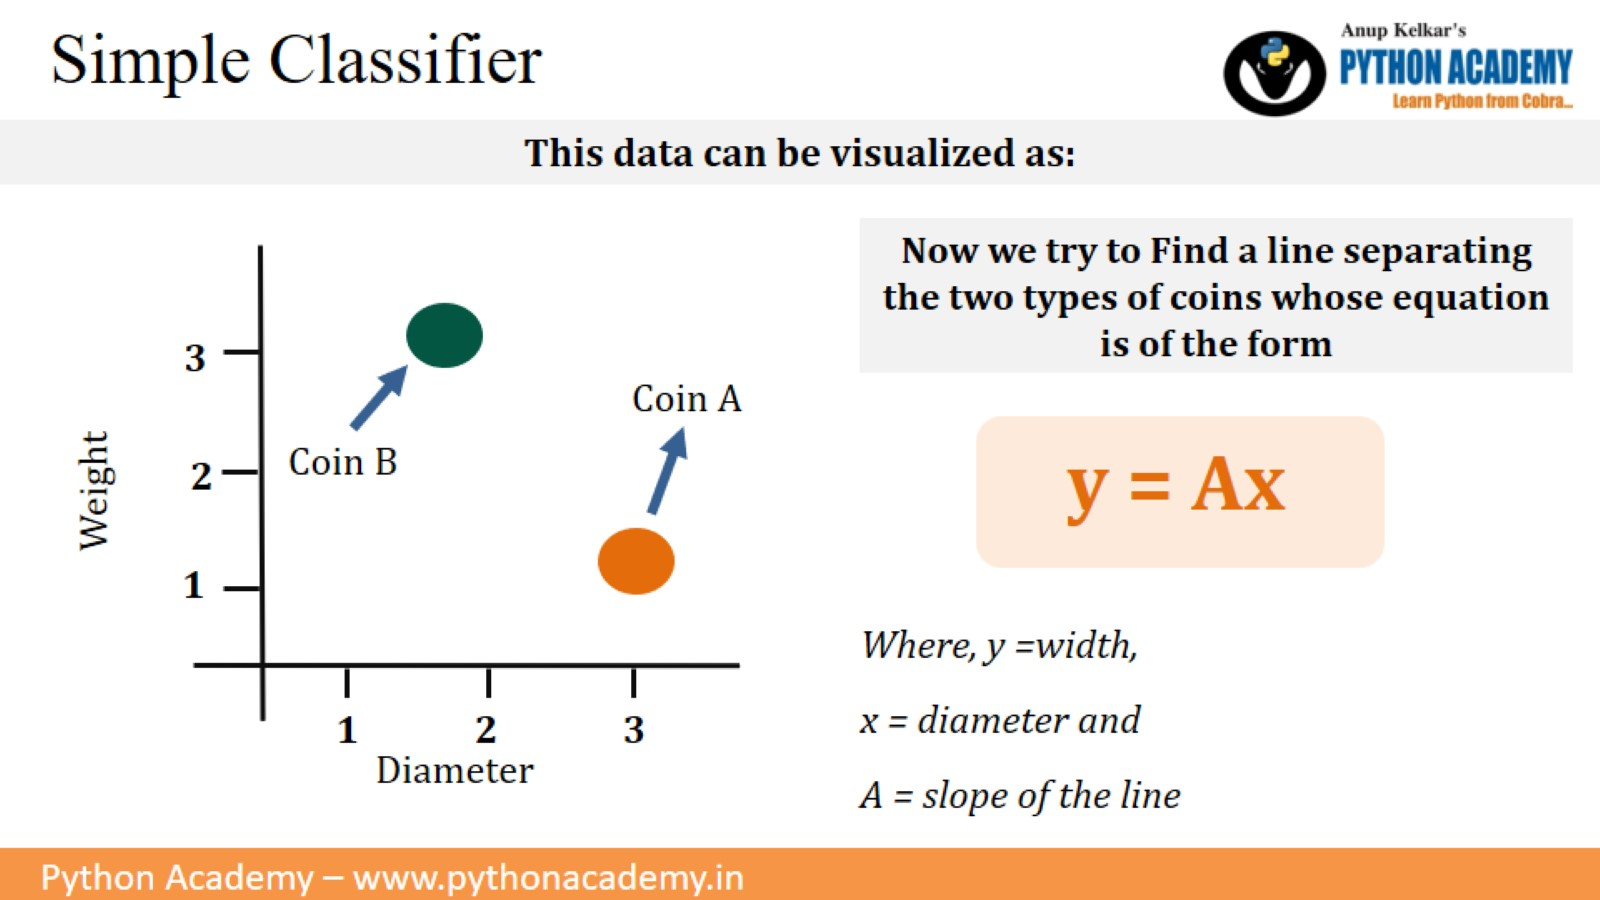 Simple Classifier
Anup Kelkar's
PYTHON ACADEMY
Learn Python from Cobra...
This data can be visualized as:
Now we try to Find a line separating
the two types of coins whose equation
is of the form
y = Ax
Where, y =width,
x = diameter and
A = slope of the line
Weight
3
2
1
Coin B
Coin A
1 2 3
Diameter
Python Academy – www.pythonacademy.in